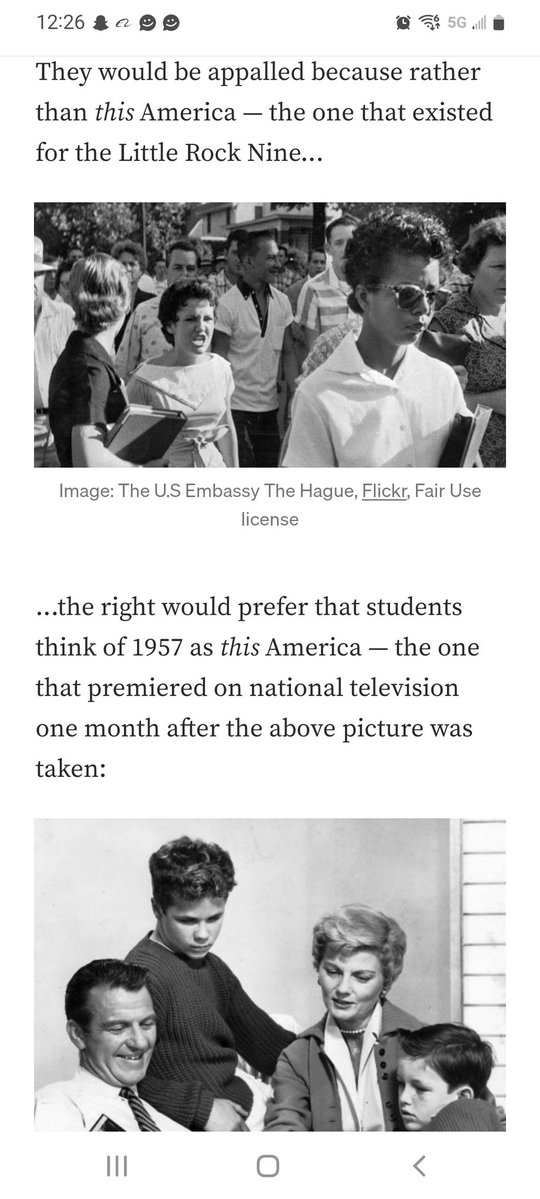 12:26
5G
They would be appalled because rather
than this America — the one that existed
for the Little Rock Nine...
Image: The U.S Embassy The Hague, Flickr, Fair Use
license
...the right would prefer that students
think of 1957 as this America — the one
that premiered on national television
one month after the above picture was
taken: